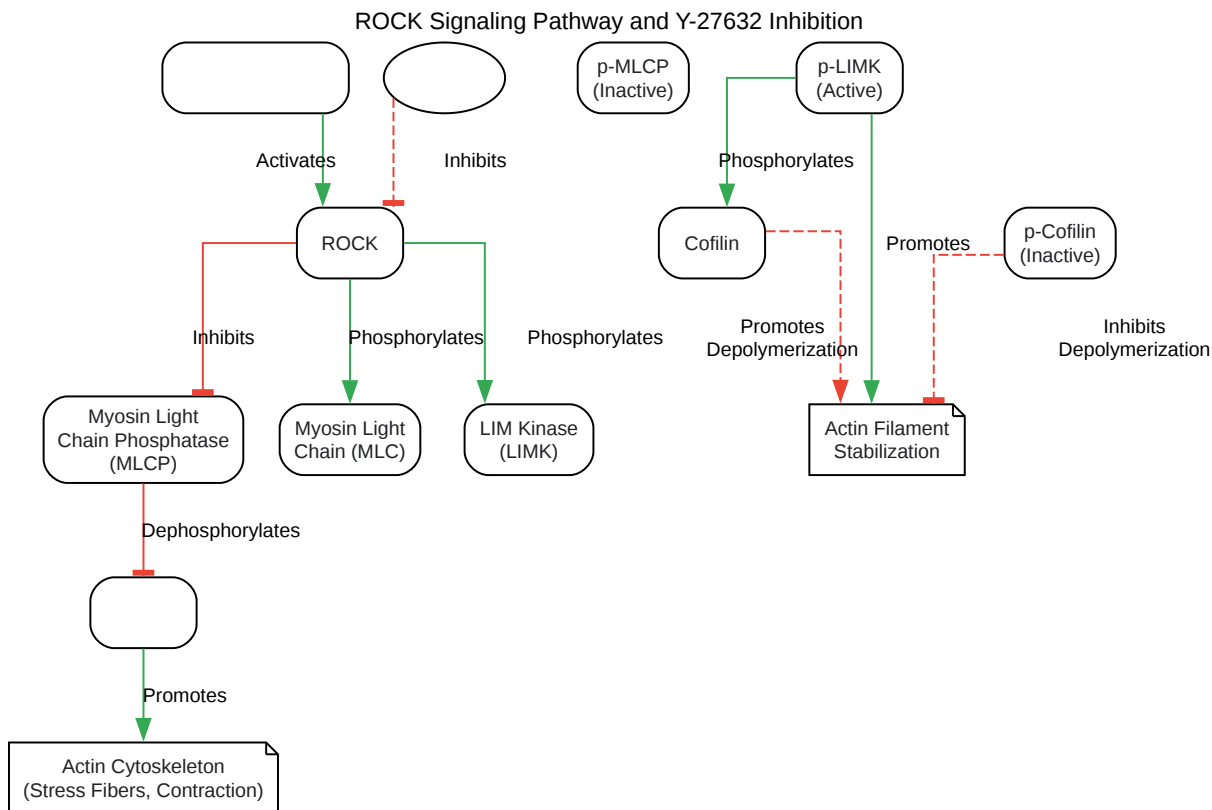 ROCK Signaling Pathway and Y-27632 Inhibition
p-MLCP
(Inactive)
p-LIMK
(Active)
Activates
Inhibits
Phosphorylates
ROCK
Cofilin
Promotes
p-Cofilin
(Inactive)
Inhibits
Phosphorylates
Phosphorylates
Promotes
Depolymerization
Inhibits
Depolymerization
Myosin Light
Chain Phosphatase
(MLCP)
Myosin Light
Chain (MLC)
LIM Kinase
(LIMK)
Actin Filament
Stabilization
Dephosphorylates
Promotes
Actin Cytoskeleton
(Stress Fibers, Contraction)